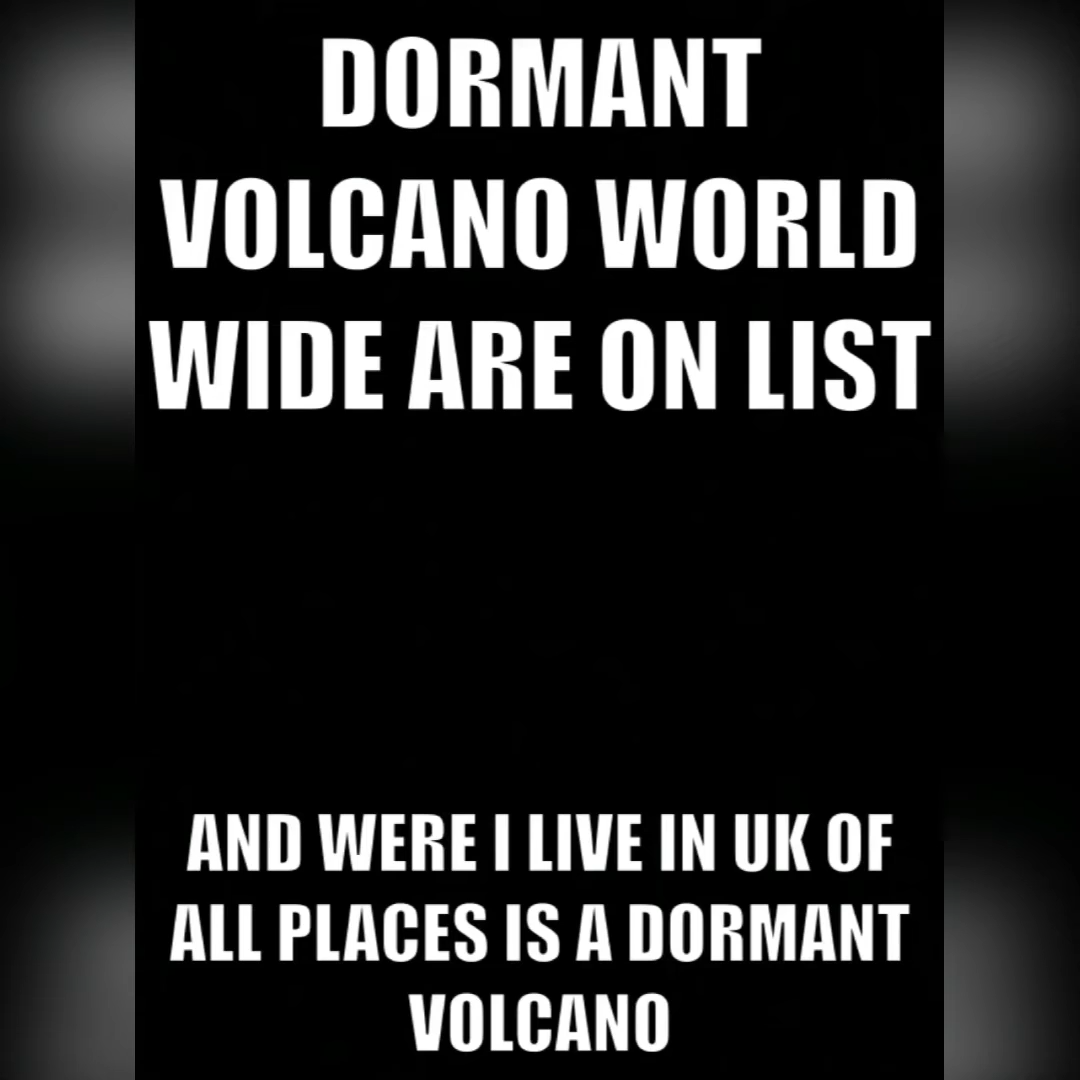 DORMANT
VOLCANO WORLD
WIDE ARE ON LIST
AND WERE I LIVE IN UK OF
ALL PLACES IS A DORMANT
VOLCANO